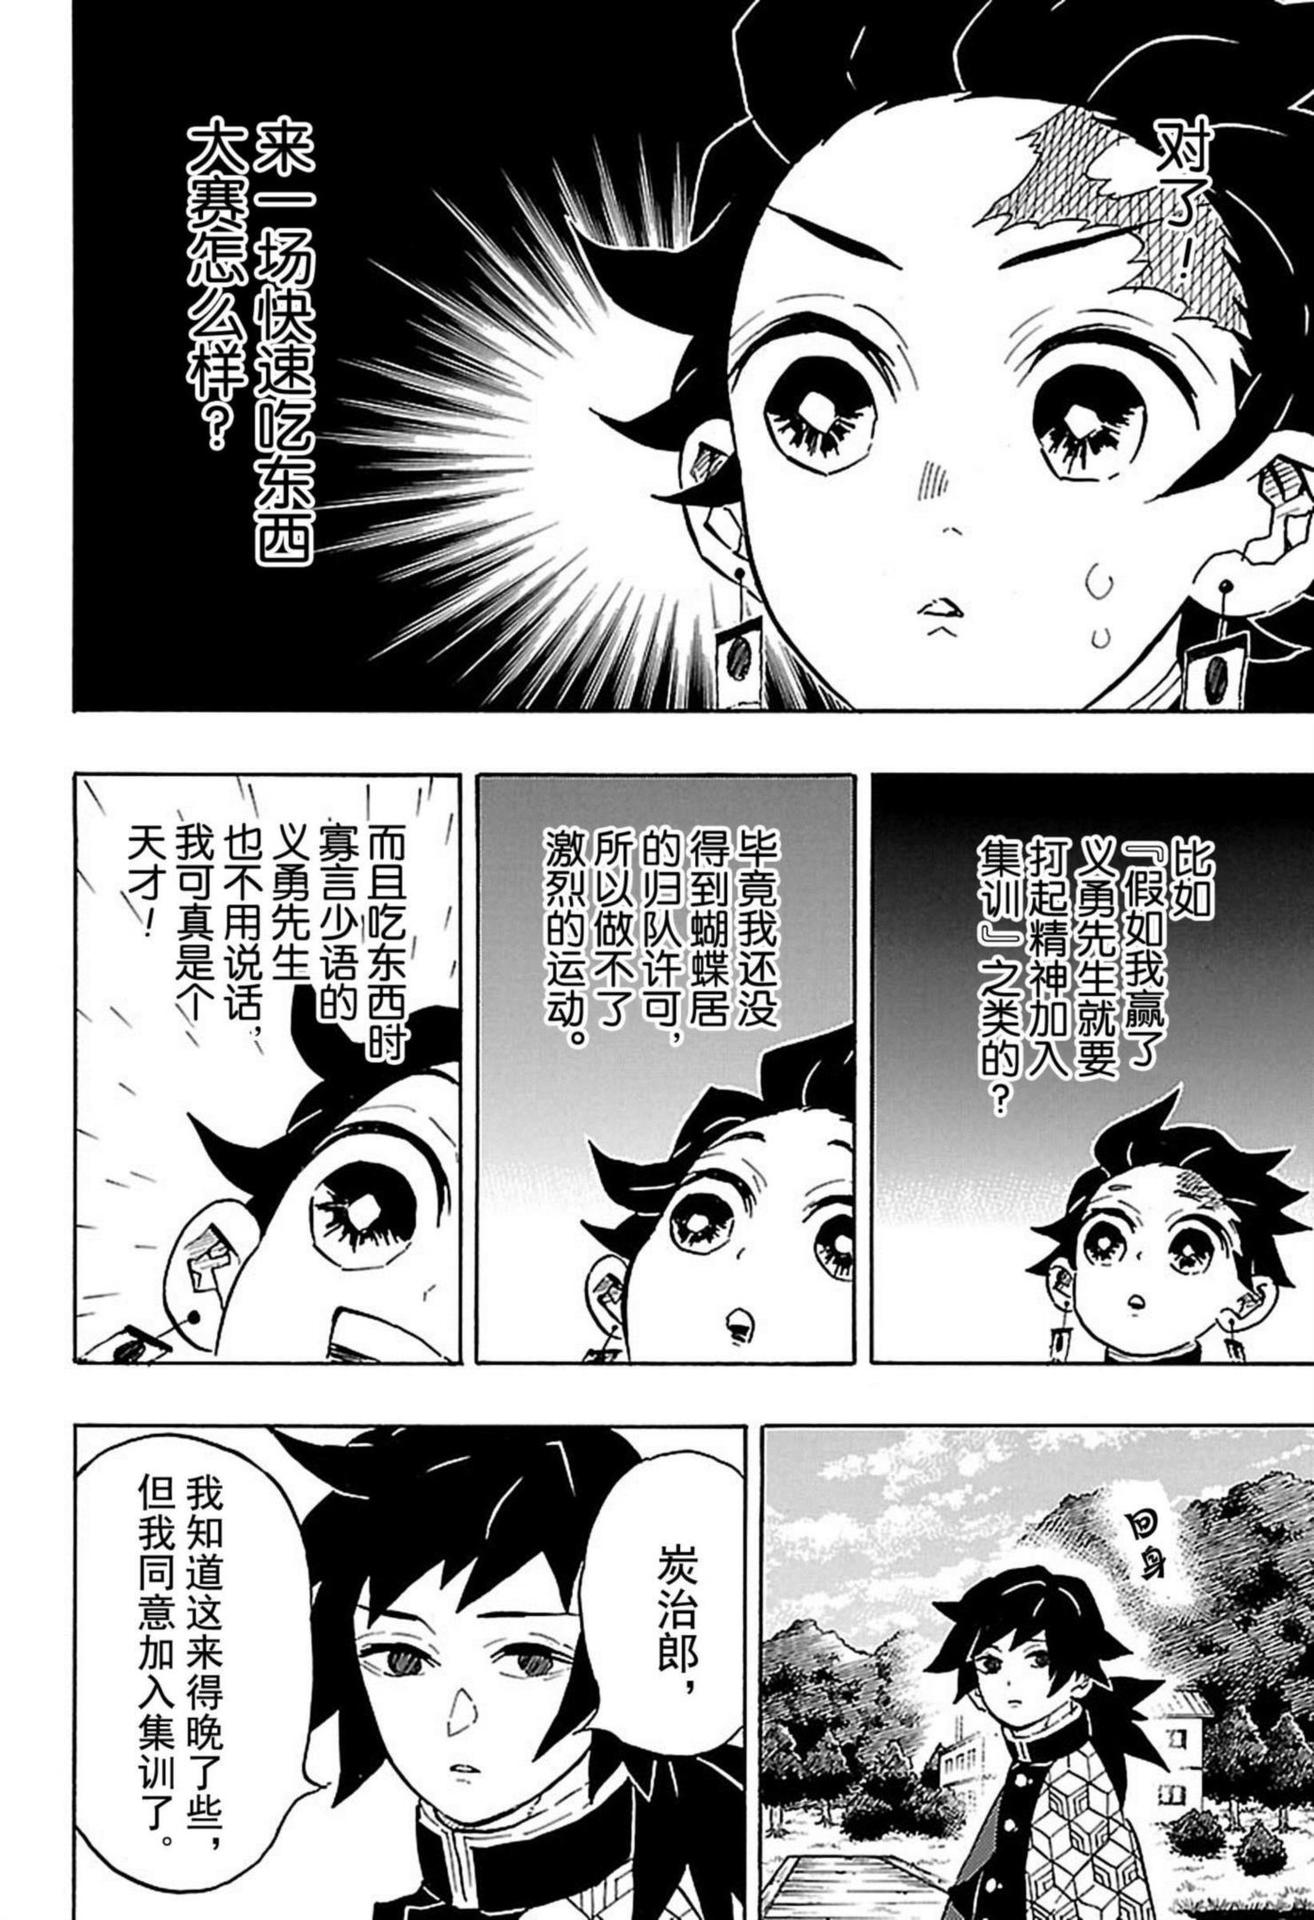 对了！
来一场快速吃东西
大赛怎么样？
比如
『假如我赢了
义勇先生就要
打起精神加入
集训』之类的？
毕竟我还没
得到蝴蝶居
的归队许可，
所以做不了
激烈的运动。
而且吃东西时
寡言少语的
义勇先生
也不用说话，
我可真是个
天才！
回身
炭治郎，
我知道这来得晚了些，
但我同意加入集训了。